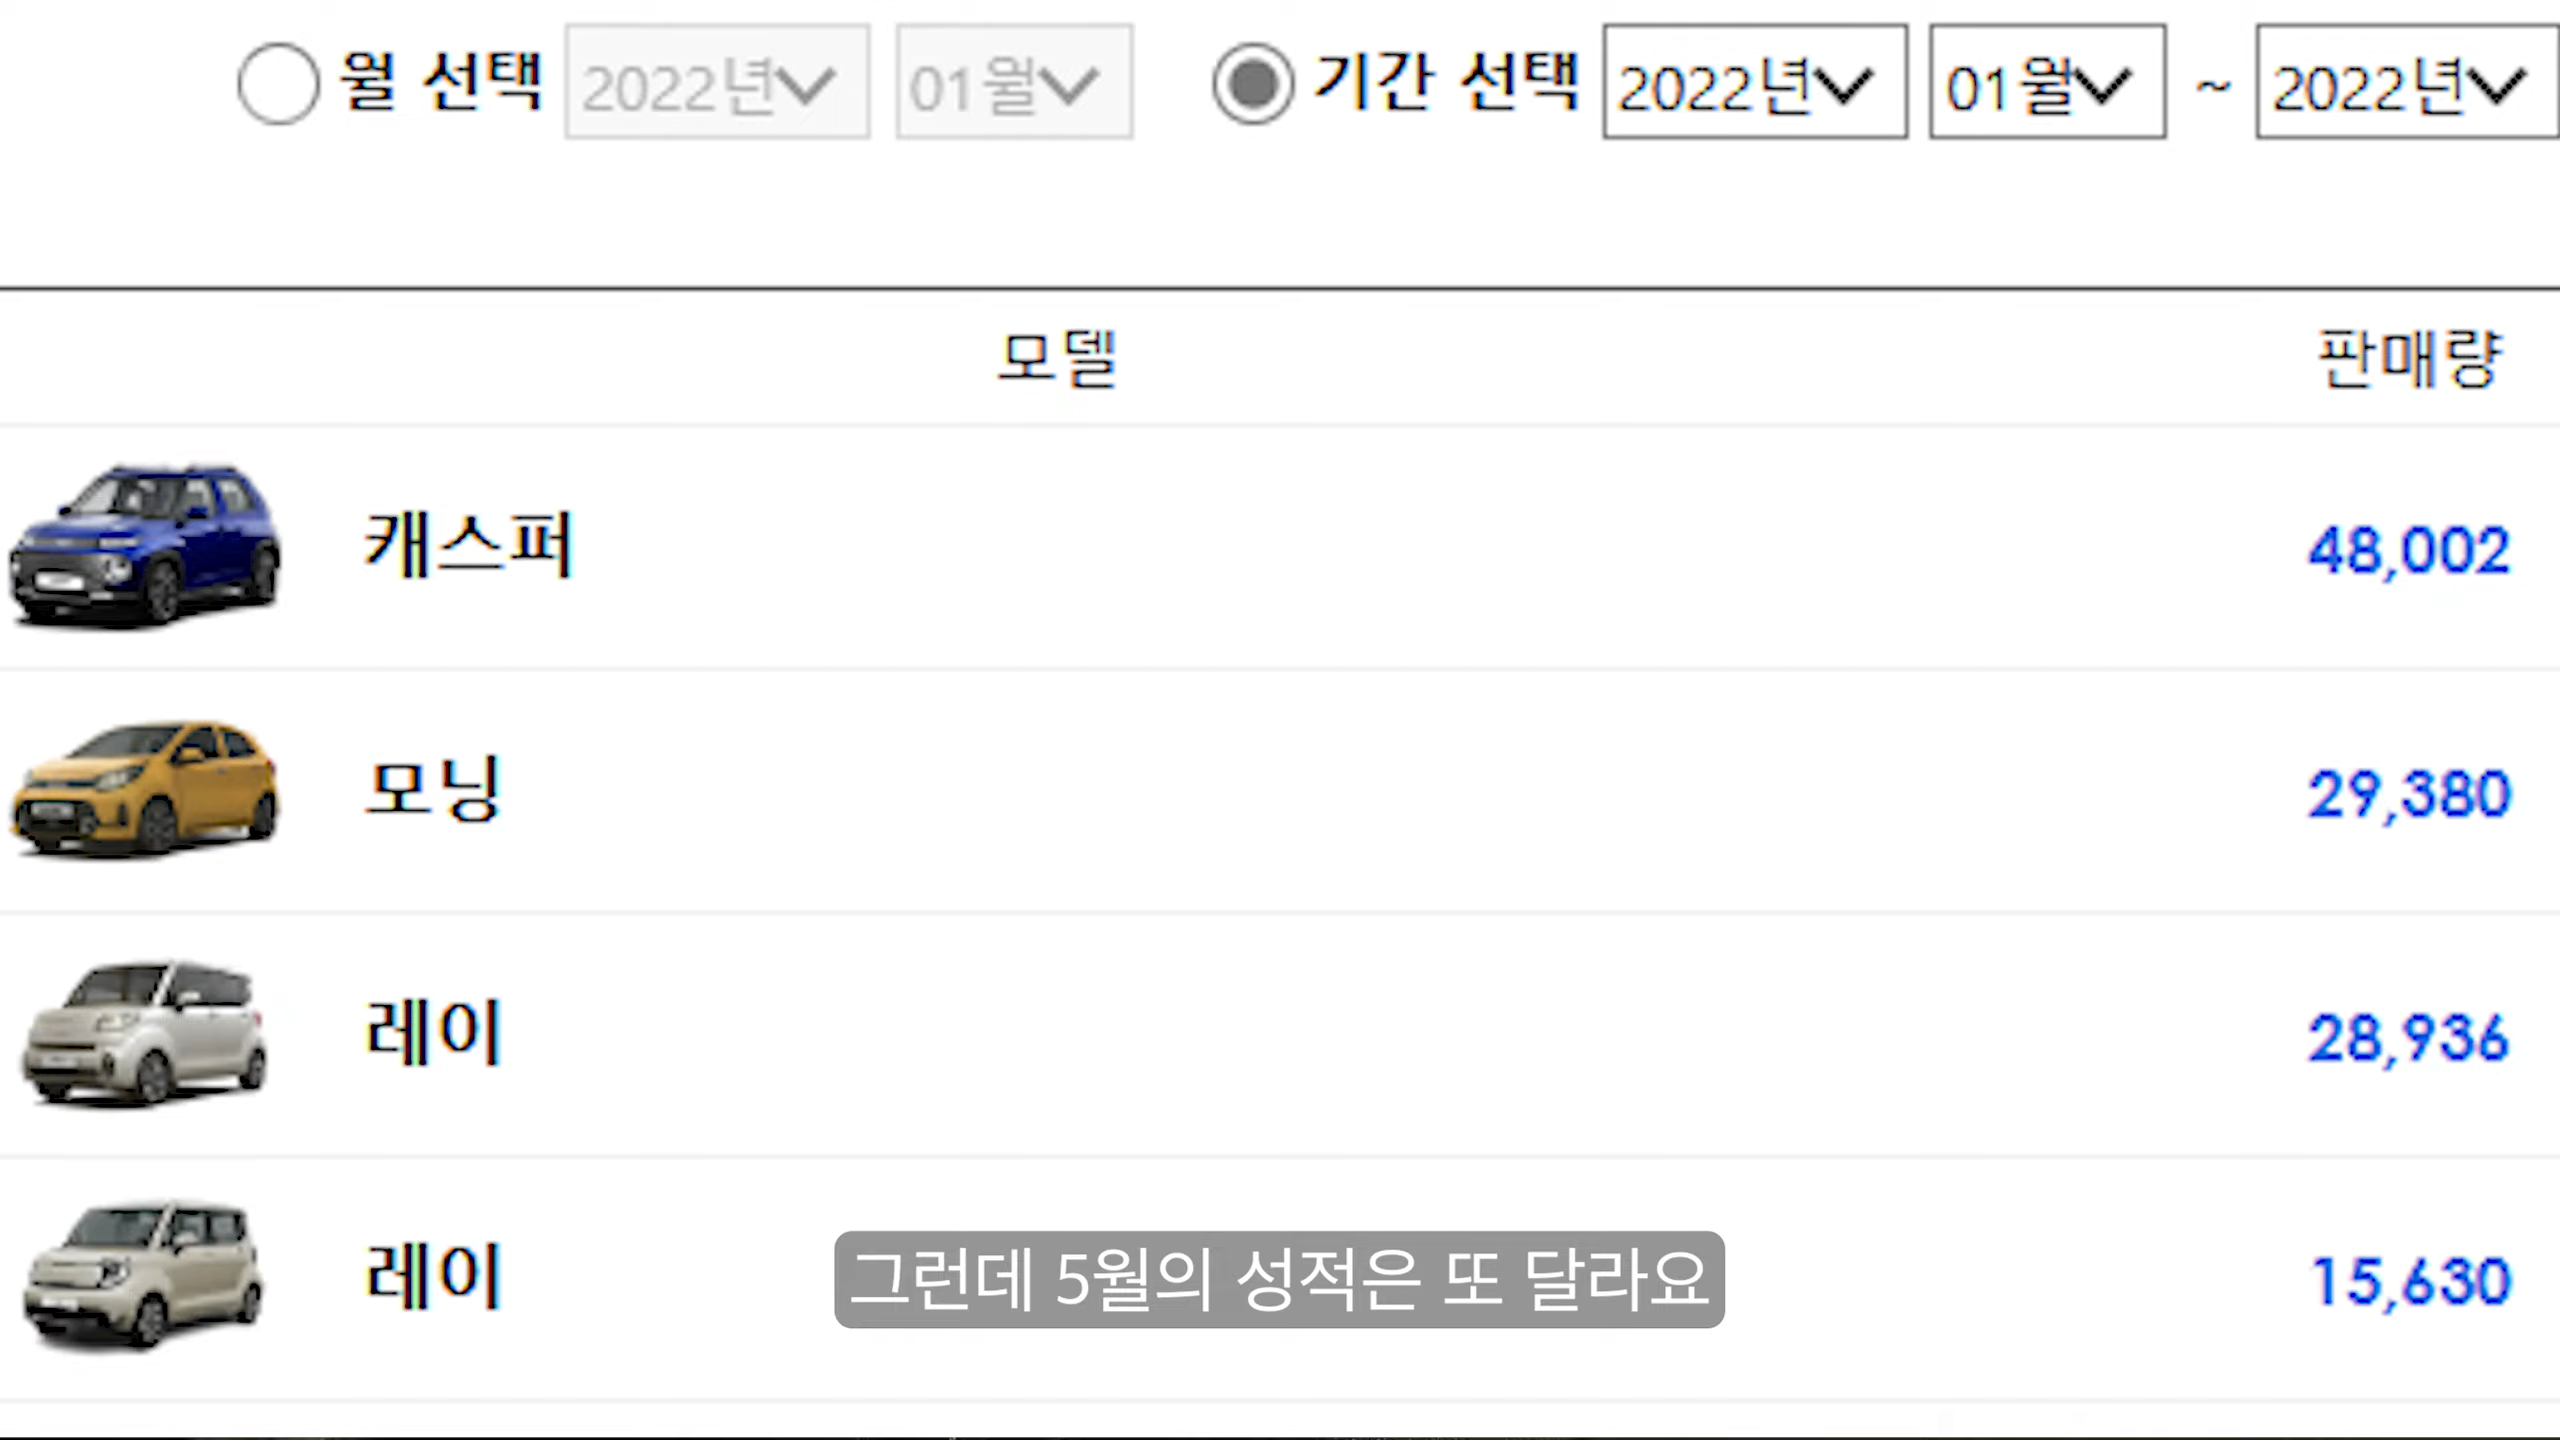 월 선택 2022년 01월 기간 선택 2022년 01월 ~ 2022년
모델 판매량
캐스퍼 48,002
모닝 29,380
레이 28,936
레이 15,630
그런데 5월의 성적은 또 달라요